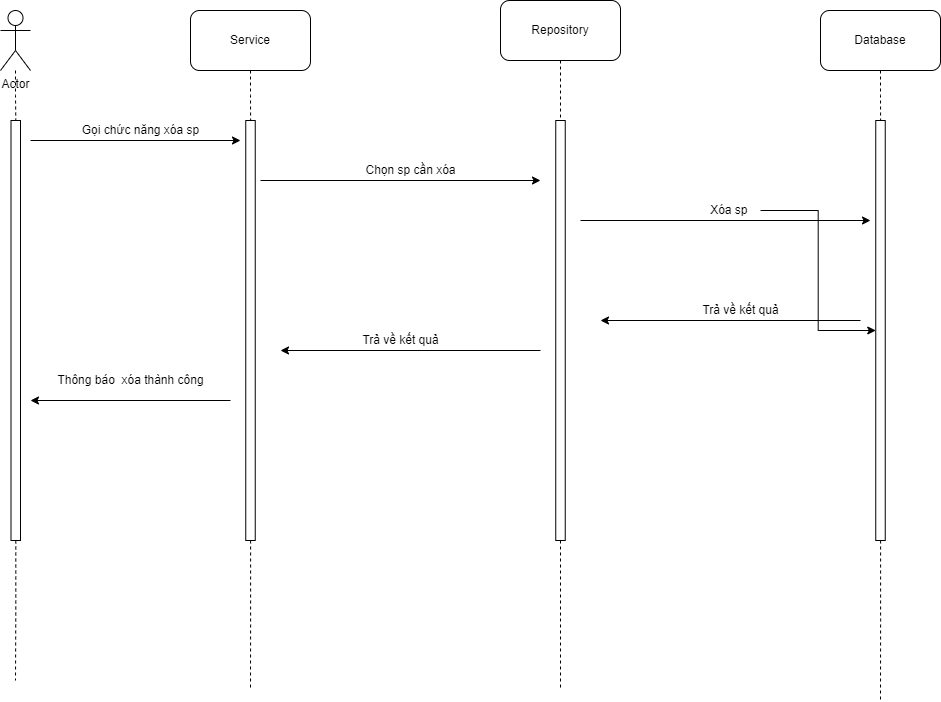 Service
Repository
Database
Actor
Gọi chức năng xóa sp
Chọn sp cần xóa
Xóa sp
Trả về kết quả
Trả về kết quả
Thông báo xóa thành công